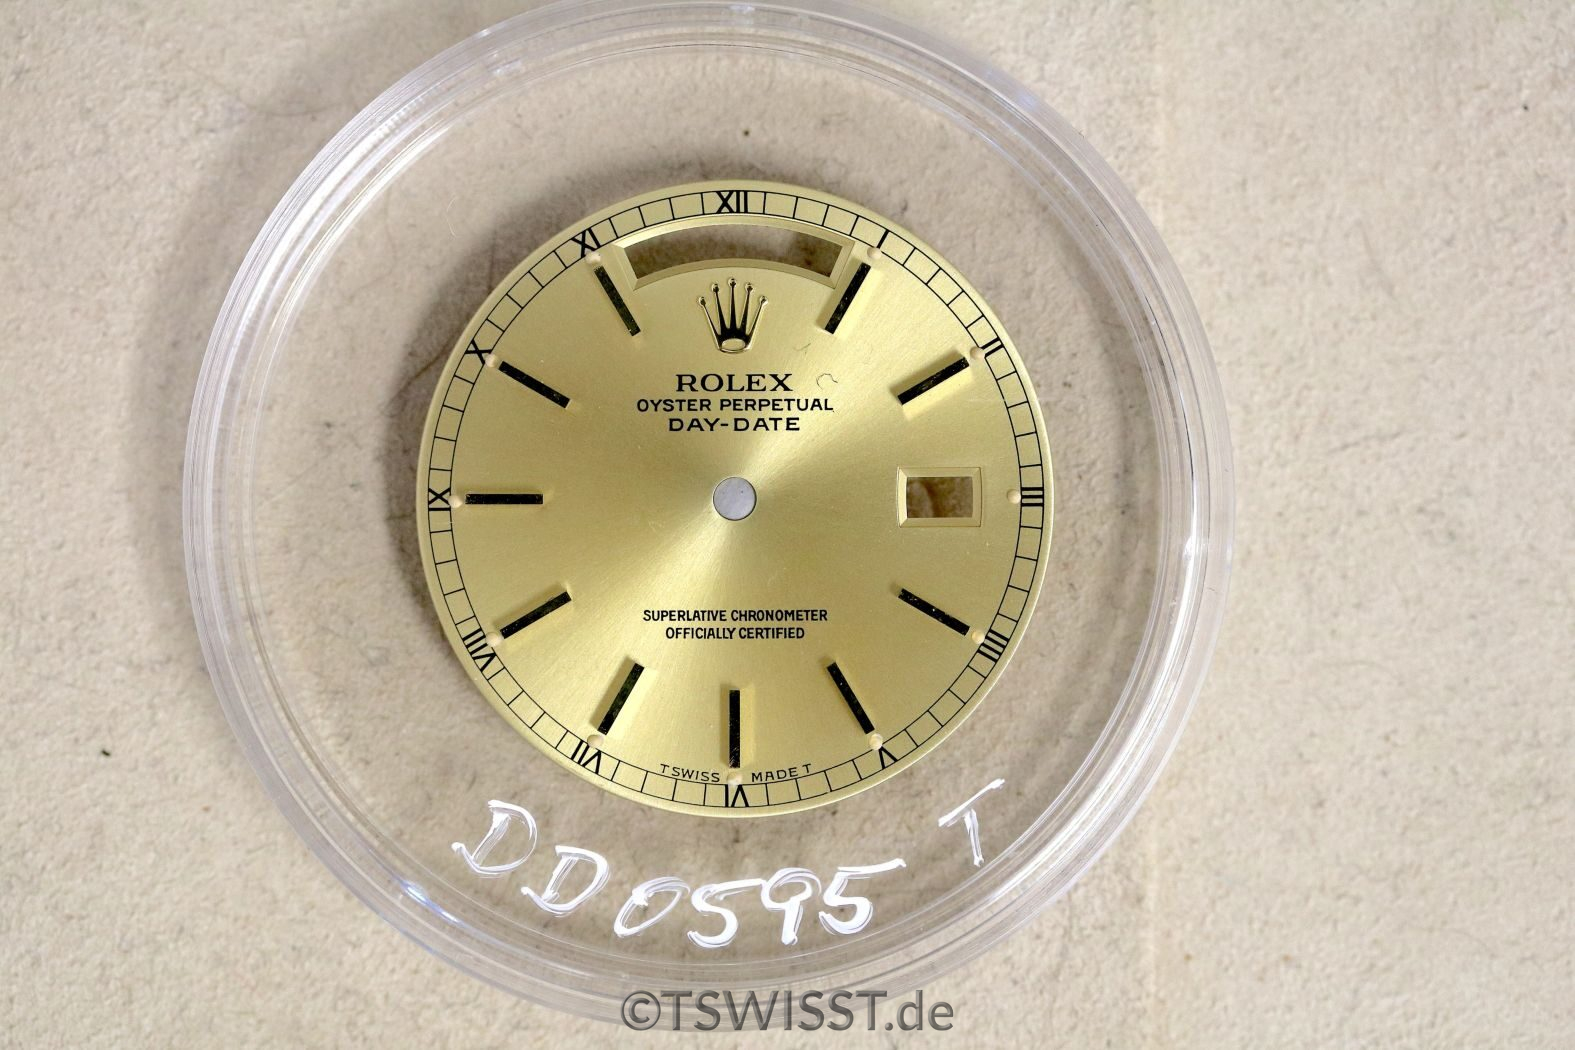 XII
XI
I
X
II
ROLEX
OYSTER PERPETUAL
DAY-DATE
IX
III
SUPERLATIVE CHRONOMETER
OFFICIALLY CERTIFIED
VIII
IIII
VII
V
T SWISS MADE T
VI
DD0595 T
©TSWISST.de